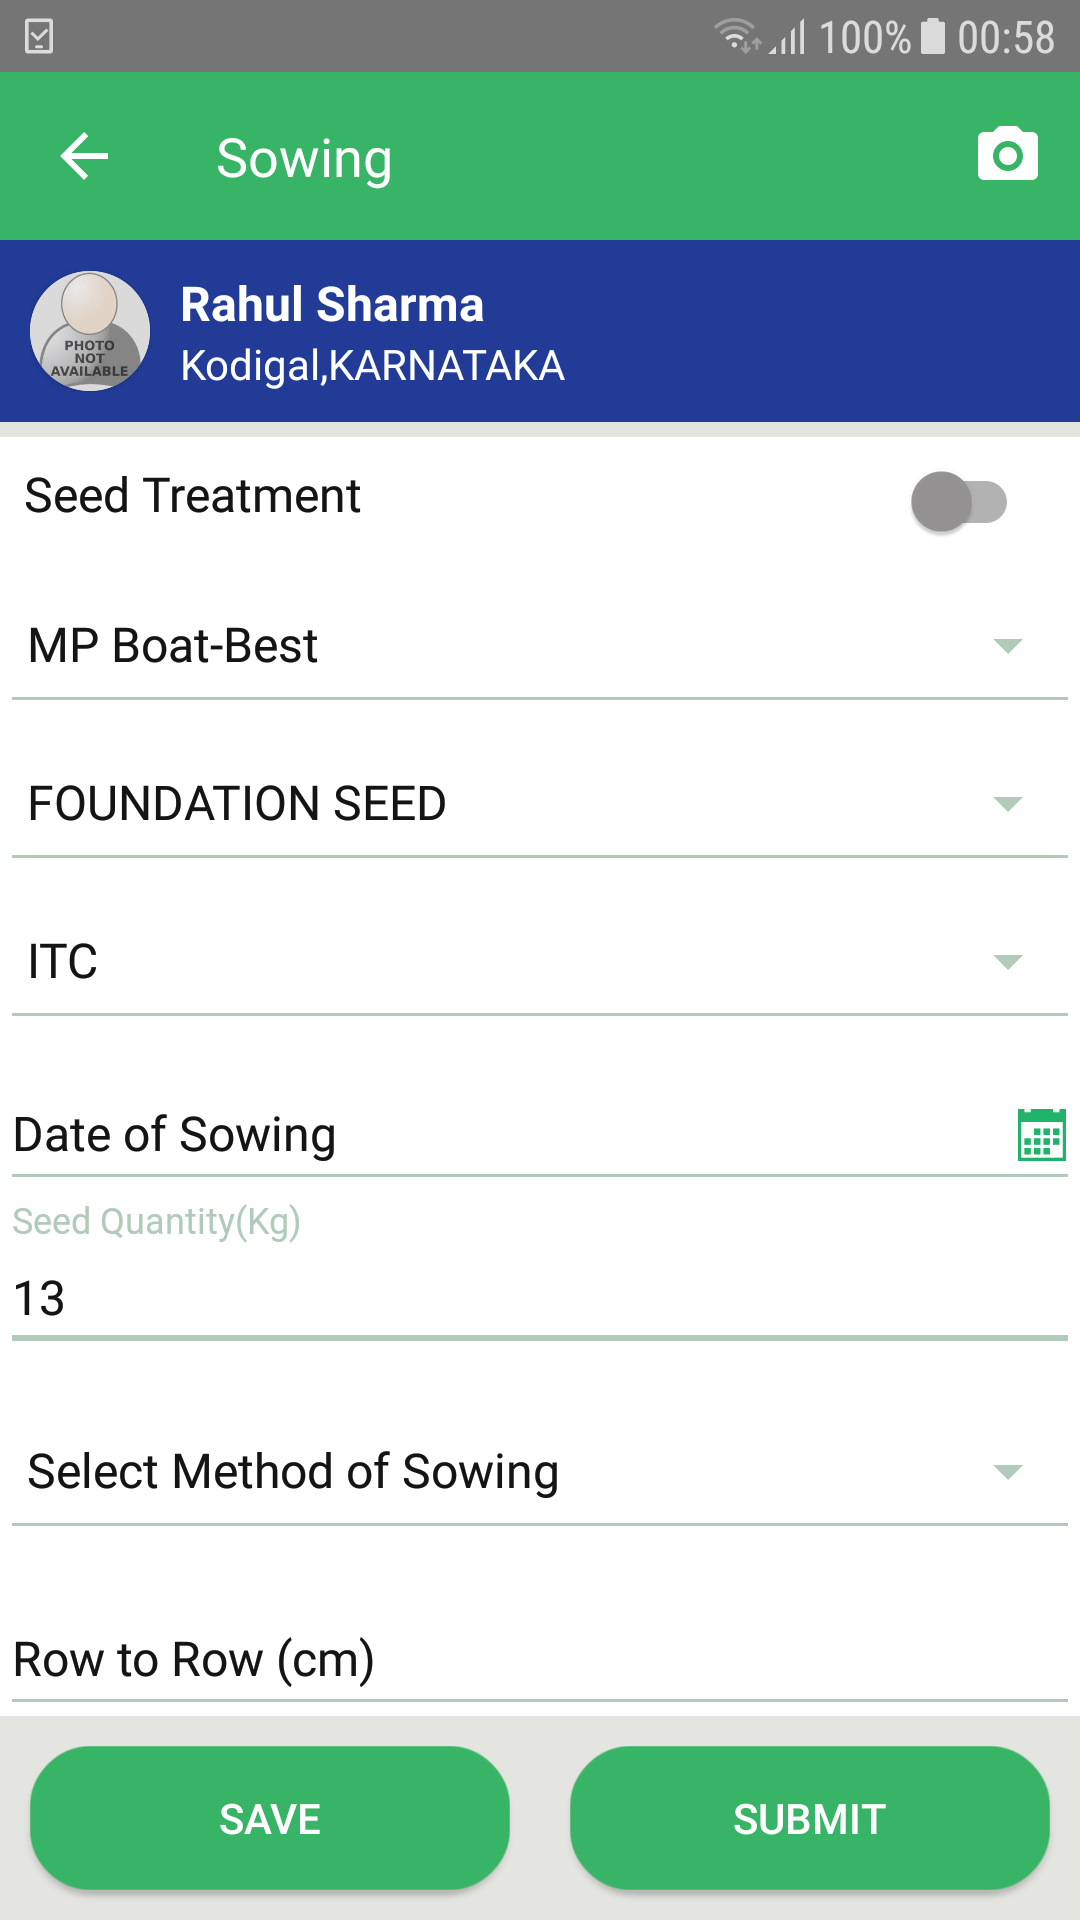 100% 00:58
Sowing
PHOTO
NOT
AVAILABLE
Rahul Sharma
Kodigal,KARNATAKA
Seed Treatment
MP Boat-Best
FOUNDATION SEED
ITC
Date of Sowing
Seed Quantity(Kg)
13
Select Method of Sowing
Row to Row (cm)
SAVE SUBMIT